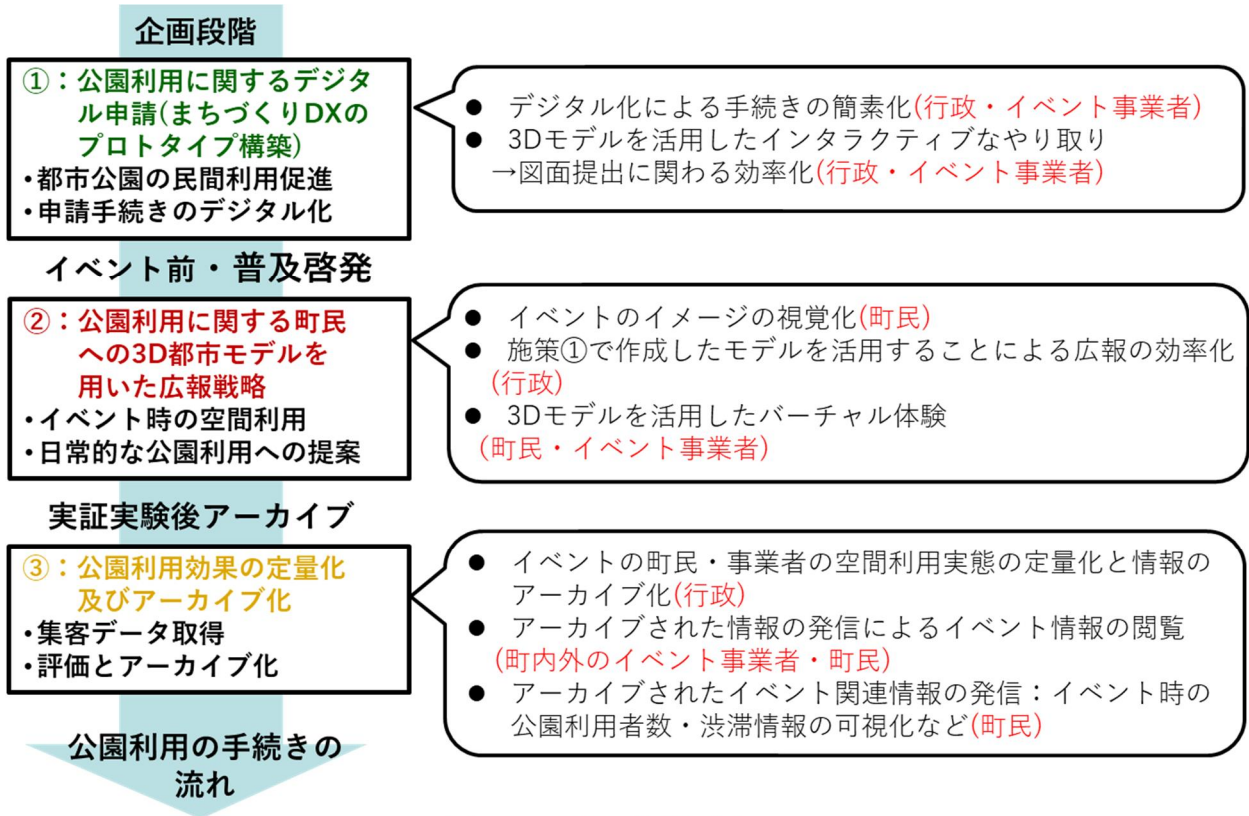 企画段階
①：公園利用に関するデジタ
ル申請(まちづくりDXの
プロトタイプ構築)
・都市公園の民間利用促進
・申請手続きのデジタル化
● デジタル化による手続きの簡素化(行政・イベント事業者)
● 3Dモデルを活用したインタラクティブなやり取り
→図面提出に関わる効率化(行政・イベント事業者)
イベント前・普及啓発
②：公園利用に関する町民
への3D都市モデルを
用いた広報戦略
・イベント時の空間利用
・日常的な公園利用への提案
● イベントのイメージの視覚化(町民)
● 施策①で作成したモデルを活用することによる広報の効率化
(行政)
● 3Dモデルを活用したバーチャル体験
(町民・イベント事業者)
実証実験後アーカイブ
③：公園利用効果の定量化
及びアーカイブ化
・集客データ取得
・評価とアーカイブ化
● イベントの町民・事業者の空間利用実態の定量化と情報の
アーカイブ化(行政)
● アーカイブされた情報の発信によるイベント情報の閲覧
(町内外のイベント事業者・町民)
● アーカイブされたイベント関連情報の発信：イベント時の
公園利用者数・渋滞情報の可視化など(町民)
公園利用の手続きの
流れ